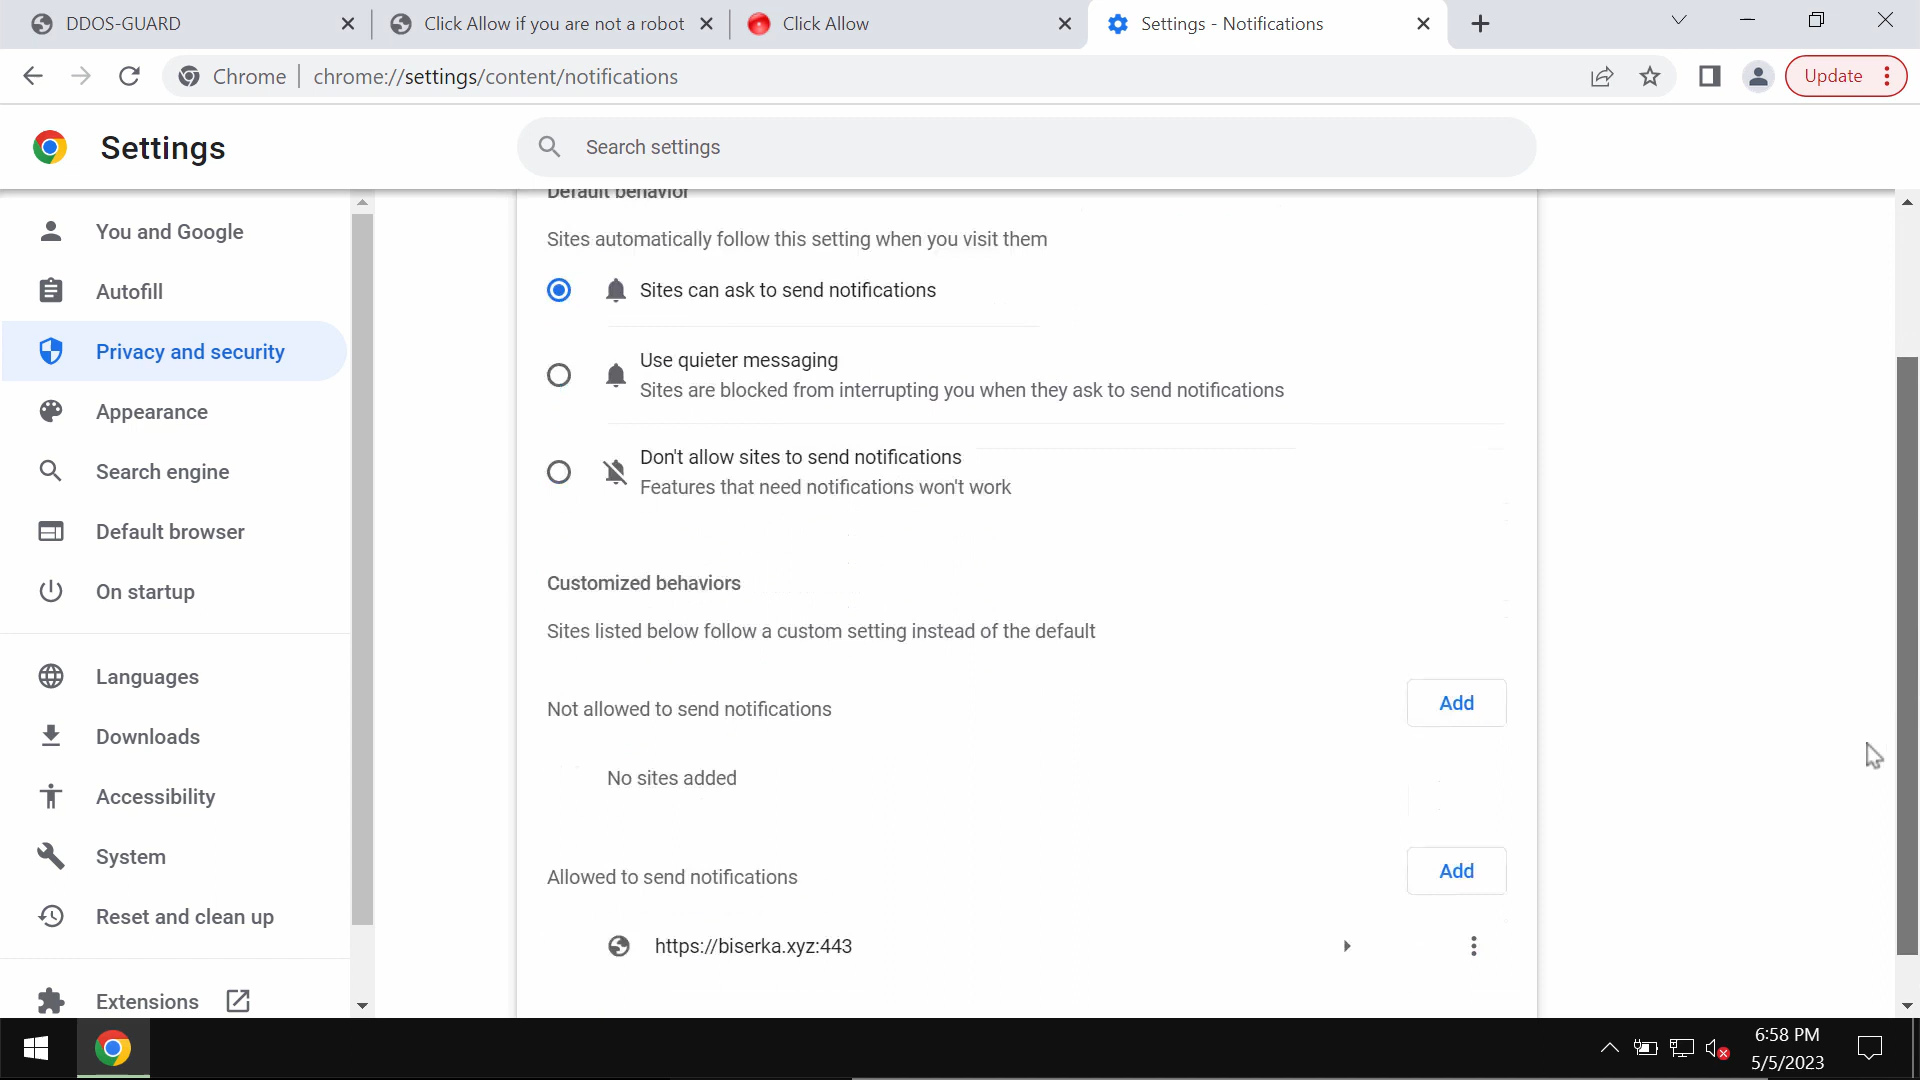 DDOS-GUARD
Click Allow if you are not a robot
Click Allow
Settings - Notifications
Chrome
chrome://settings/content/notifications
Update
Settings
Search settings
You and Google
Autofill
Privacy and security
Appearance
Search engine
Default browser
On startup
Languages
Downloads
Accessibility
System
Reset and clean up
Extensions
Default behavior
Sites automatically follow this setting when you visit them
Sites can ask to send notifications
Use quieter messaging
Sites are blocked from interrupting you when they ask to send notifications
Don't allow sites to send notifications
Features that need notifications won't work
Customized behaviors
Sites listed below follow a custom setting instead of the default
Not allowed to send notifications
Add
No sites added
Allowed to send notifications
Add
https://biserka.xyz:443
6:58 PM
5/5/2023